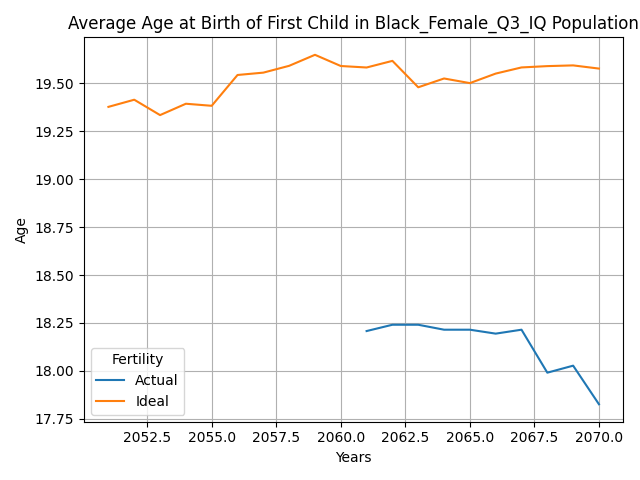 Average Age at Birth of First Child in Black_Female_Q3_IQ Population
19.50
19.25
19.00
18.75
18.50
18.25
18.00
17.75
Age
Fertility
Actual
Ideal
2052.5 2055.0 2057.5 2060.0 2062.5 2065.0 2067.5 2070.0
Years